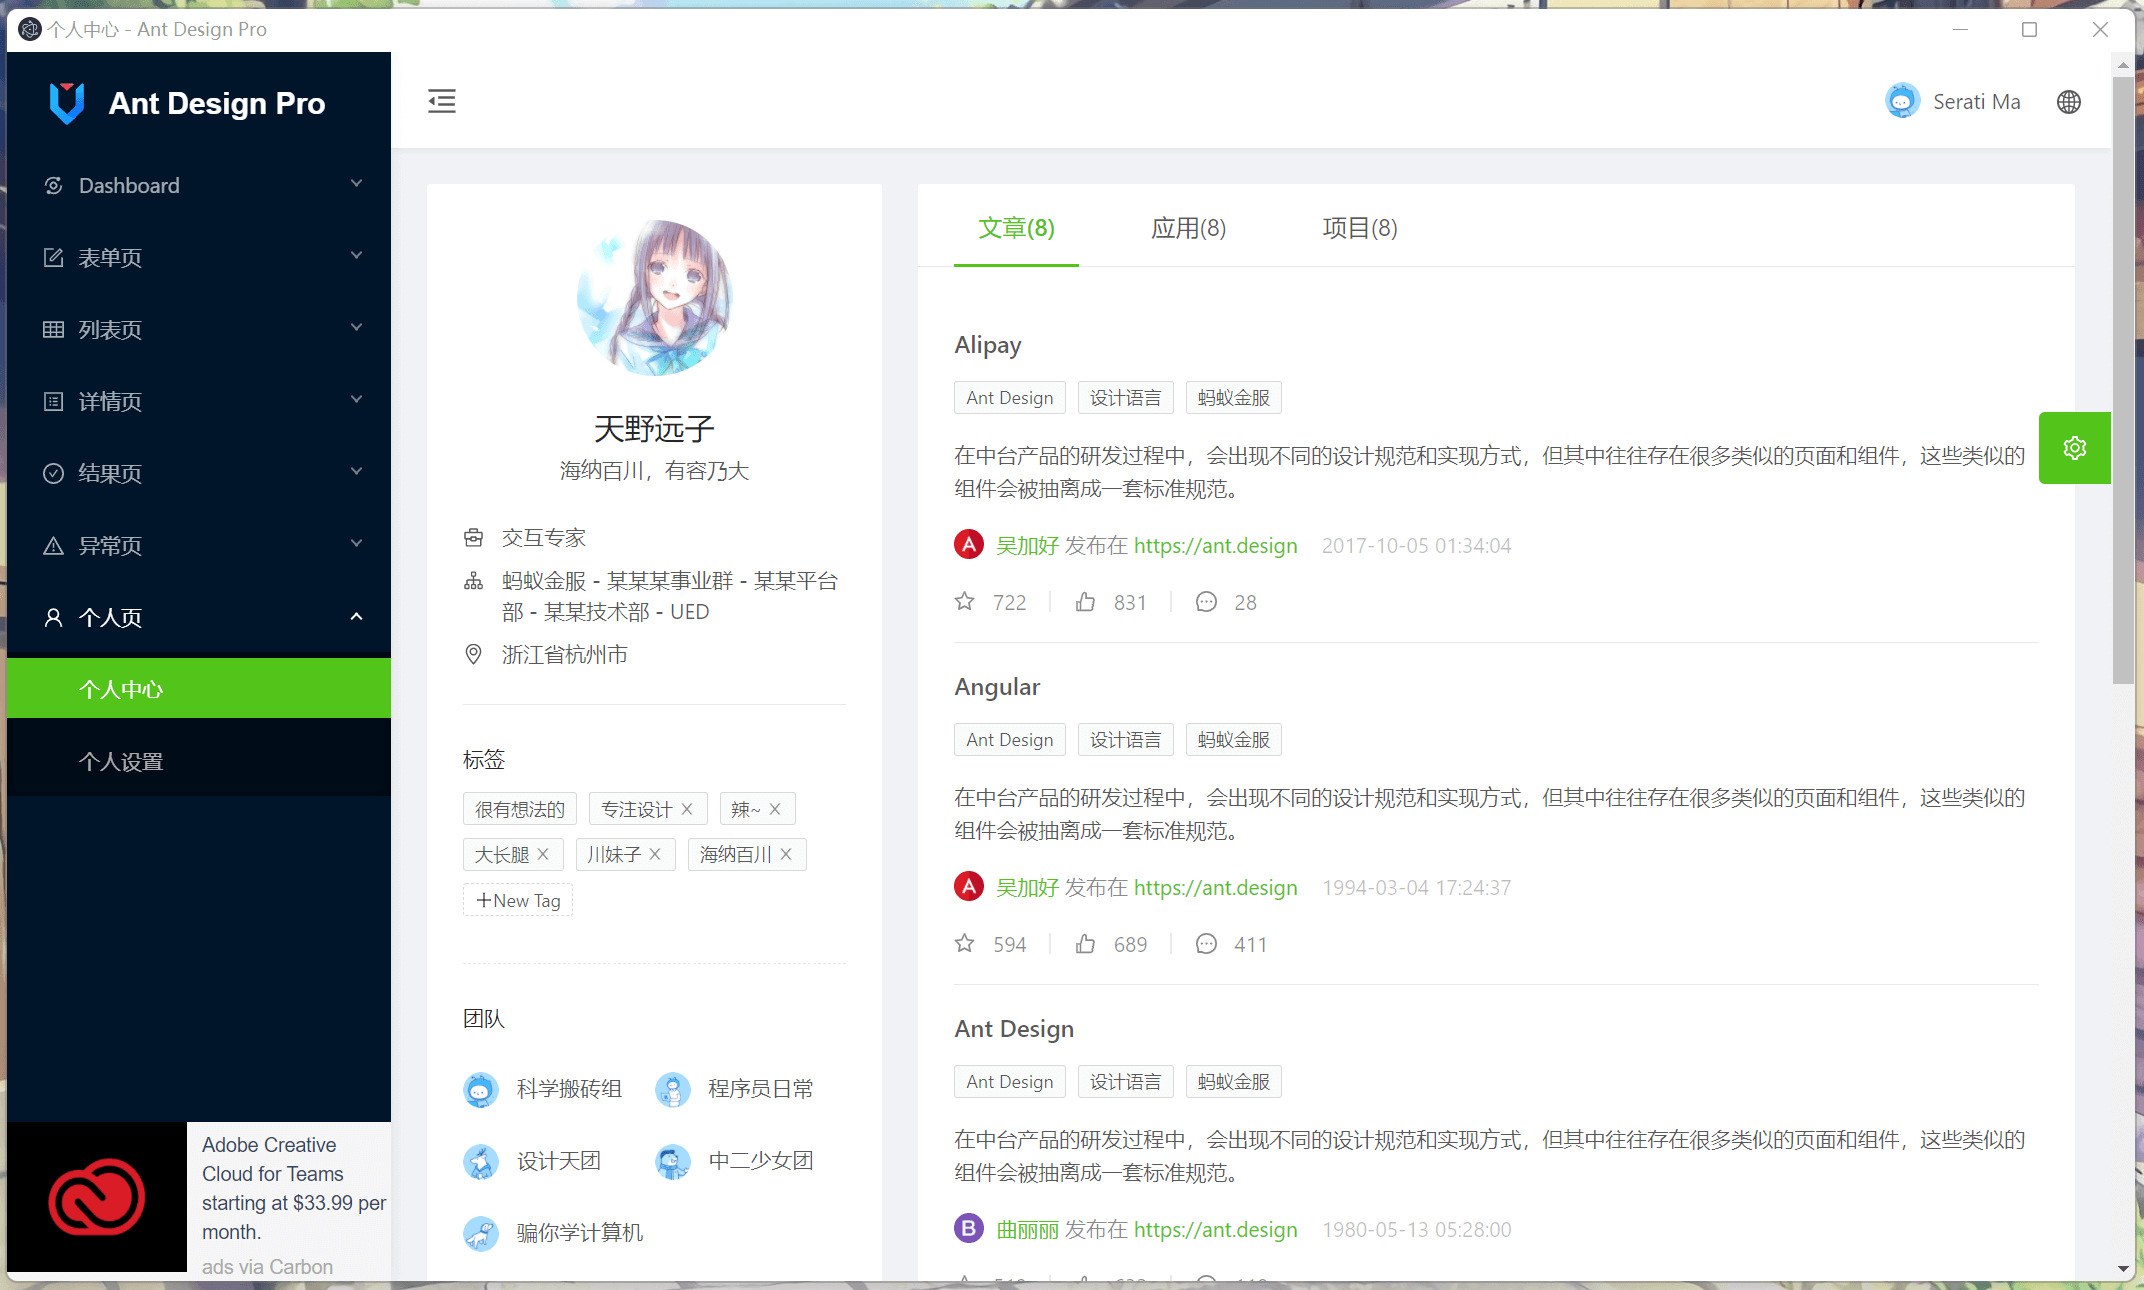 个人中心 - Ant Design Pro
Ant Design Pro
Serati Ma
Dashboard
表单页
列表页
详情页
结果页
异常页
个人页
个人中心
个人设置
Adobe Creative
Cloud for Teams
starting at $33.99 per
month.
ads via Carbon
天野远子
海纳百川，有容乃大
交互专家
蚂蚁金服 - 某某某事业群 - 某某平台
部 - 某某技术部 - UED
浙江省杭州市
标签
很有想法的 专注设计 辣~
大长腿 川妹子 海纳百川
New Tag
团队
科学搬砖组 程序员日常
设计天团 中二少女团
骗你学计算机
文章(8) 应用(8) 项目(8)
Alipay
Ant Design 设计语言 蚂蚁金服
在中台产品的研发过程中，会出现不同的设计规范和实现方式，但其中往往存在很多类似的页面和组件，这些类似的
组件会被抽离成一套标准规范。
A 吴加好 发布在 https://ant.design 2017-10-05 01:34:04
722 831 28
Angular
Ant Design 设计语言 蚂蚁金服
在中台产品的研发过程中，会出现不同的设计规范和实现方式，但其中往往存在很多类似的页面和组件，这些类似的
组件会被抽离成一套标准规范。
A 吴加好 发布在 https://ant.design 1994-03-04 17:24:37
594 689 411
Ant Design
Ant Design 设计语言 蚂蚁金服
在中台产品的研发过程中，会出现不同的设计规范和实现方式，但其中往往存在很多类似的页面和组件，这些类似的
组件会被抽离成一套标准规范。
B 曲丽丽 发布在 https://ant.design 1980-05-13 05:28:00